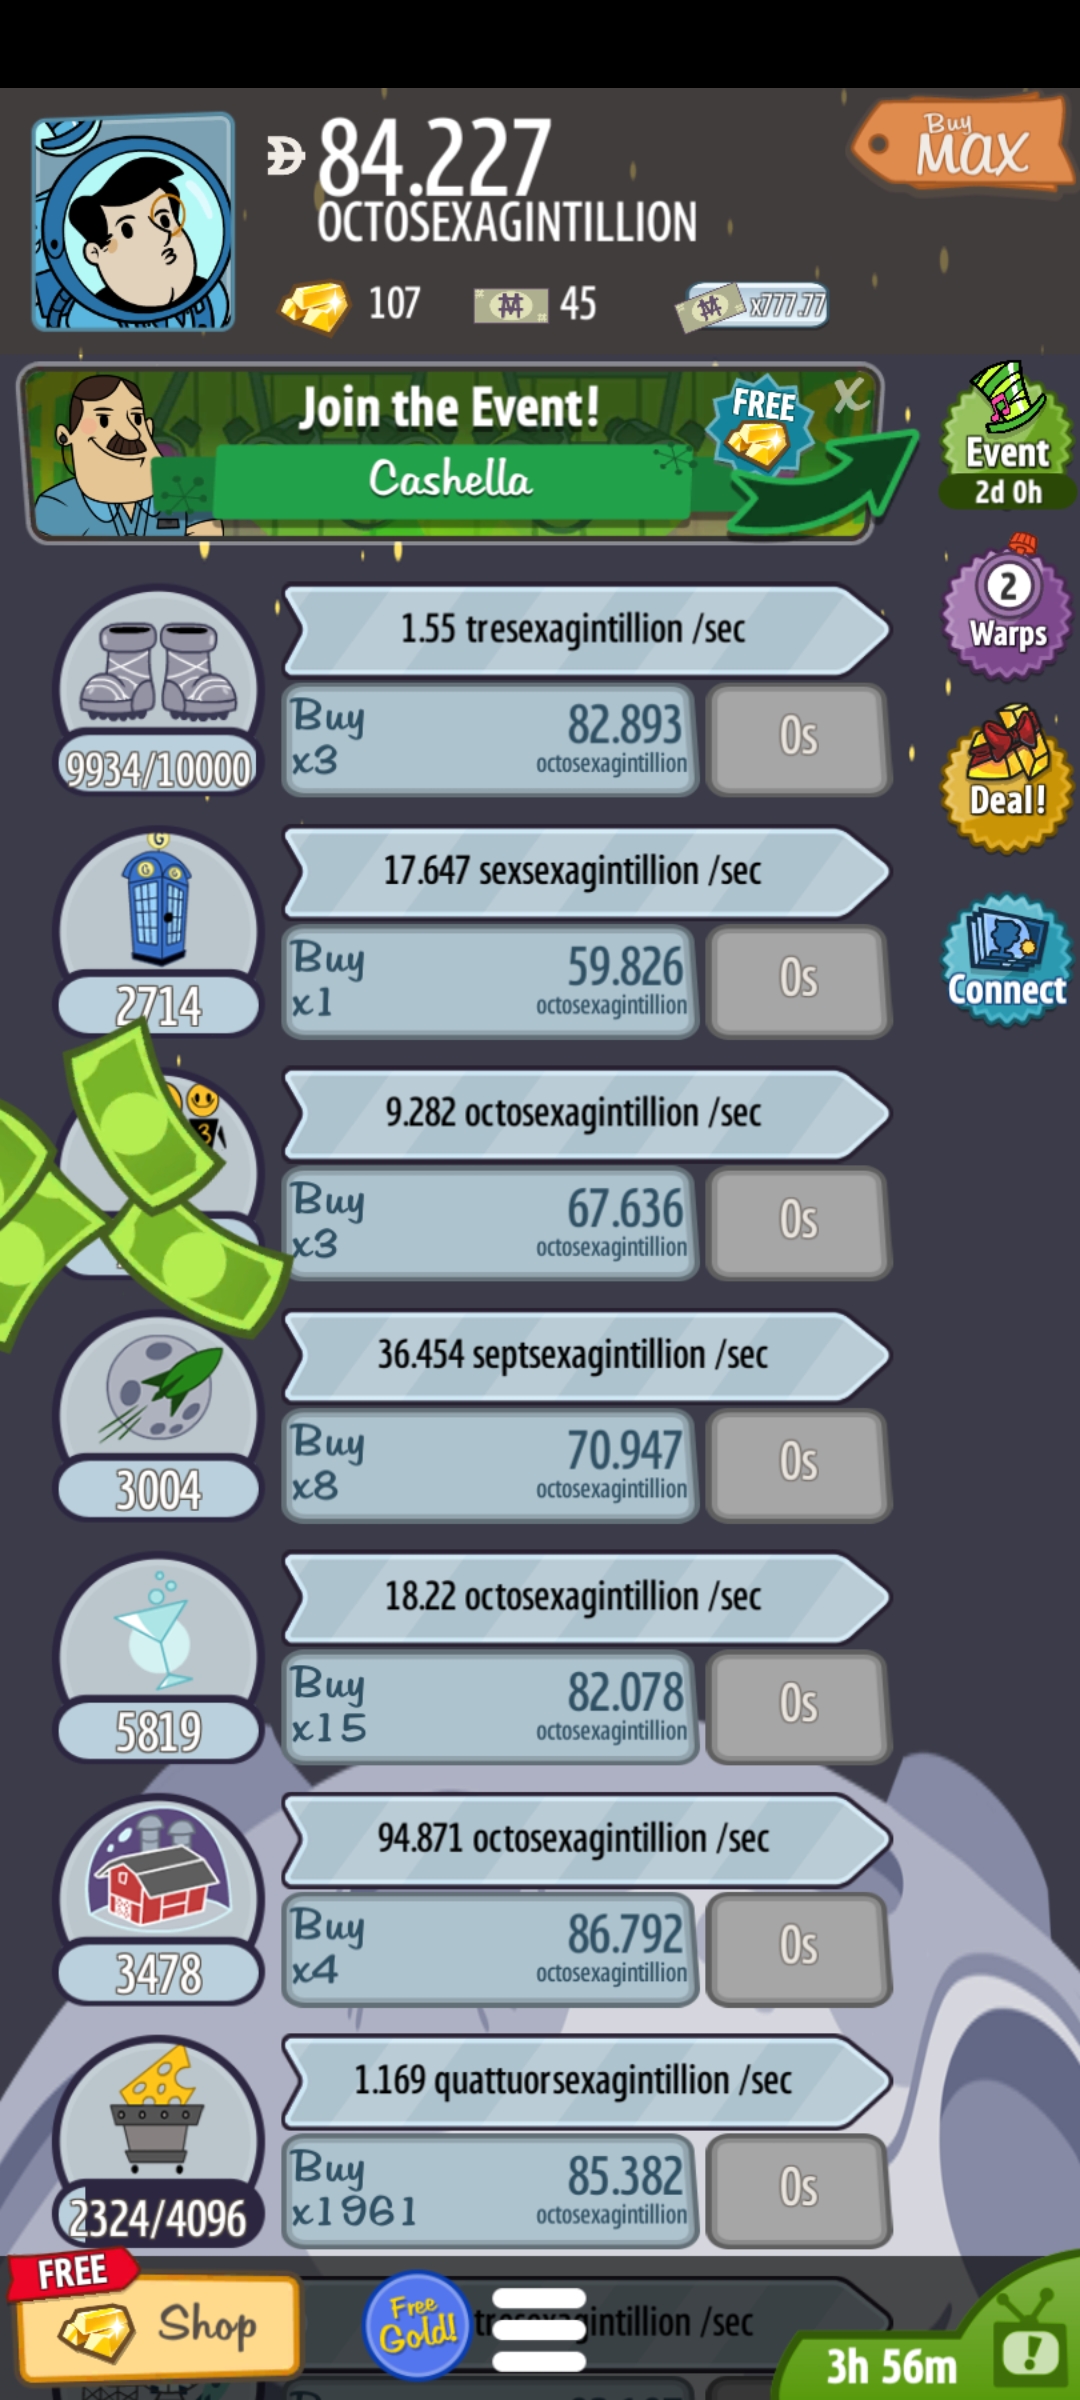 84.227
OCTOSEXAGINTILLION
Buy
MAX
107
45
x777.77
Join the Event!
Cashella
FREE
X
Event
2d 0h
1.55 tresexagintillion /sec
Buy
x3
82.893
octosexagintillion
0s
9934/10000
2
Warps
17.647 sexsexagintillion /sec
Buy
x1
59.826
octosexagintillion
0s
2714
Deal!
Connect
9.282 octosexagintillion /sec
Buy
x3
67.636
octosexagintillion
0s
36.454 septsexagintillion /sec
Buy
x8
70.947
octosexagintillion
0s
3004
18.22 octosexagintillion /sec
Buy
x15
82.078
octosexagintillion
0s
5819
94.871 octosexagintillion /sec
Buy
x4
86.792
octosexagintillion
0s
3478
1.169 quattuorsexagintillion /sec
Buy
x1961
85.382
octosexagintillion
0s
2324/4096
FREE
Shop
Free
Gold!
/sec
3h 56m